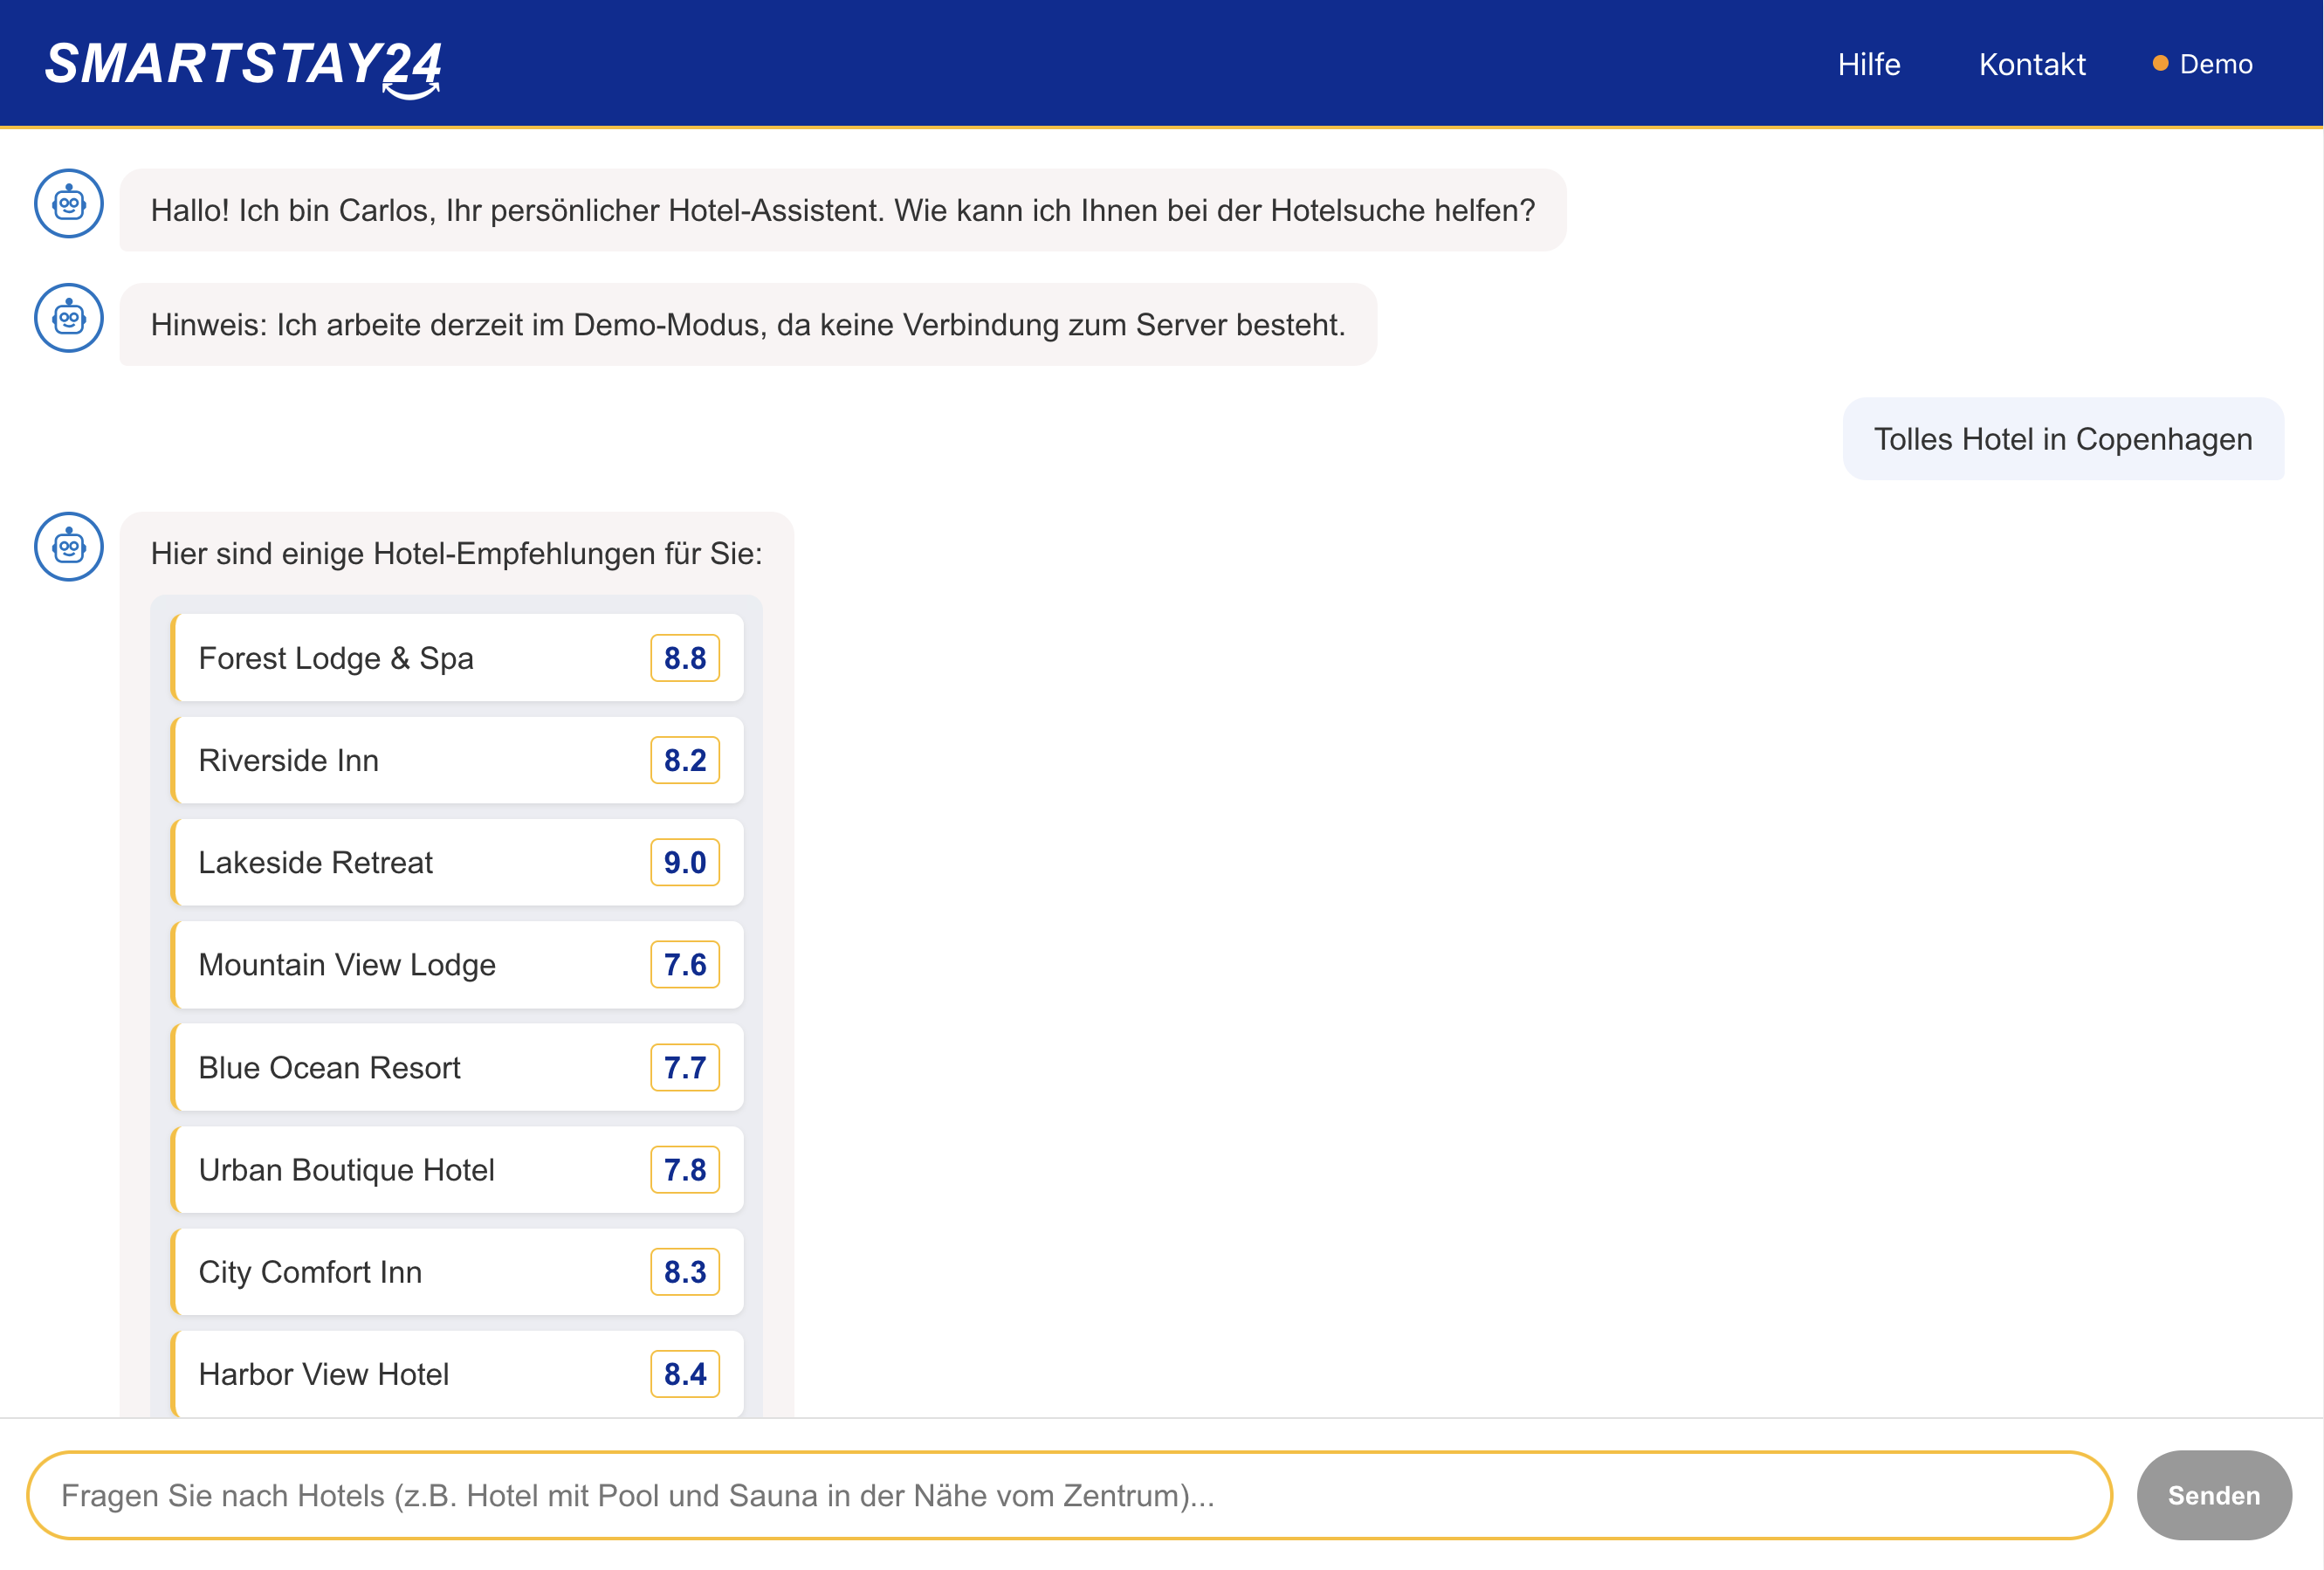 SMARTSTAY24
Hilfe
Kontakt
Demo
Hallo! Ich bin Carlos, Ihr persönlicher Hotel-Assistent. Wie kann ich Ihnen bei der Hotelsuche helfen?
Hinweis: Ich arbeite derzeit im Demo-Modus, da keine Verbindung zum Server besteht.
Tolles Hotel in Copenhagen
Hier sind einige Hotel-Empfehlungen für Sie:
Forest Lodge & Spa 8.8
Riverside Inn 8.2
Lakeside Retreat 9.0
Mountain View Lodge 7.6
Blue Ocean Resort 7.7
Urban Boutique Hotel 7.8
City Comfort Inn 8.3
Harbor View Hotel 8.4
Fragen Sie nach Hotels (z.B. Hotel mit Pool und Sauna in der Nähe vom Zentrum)...
Senden